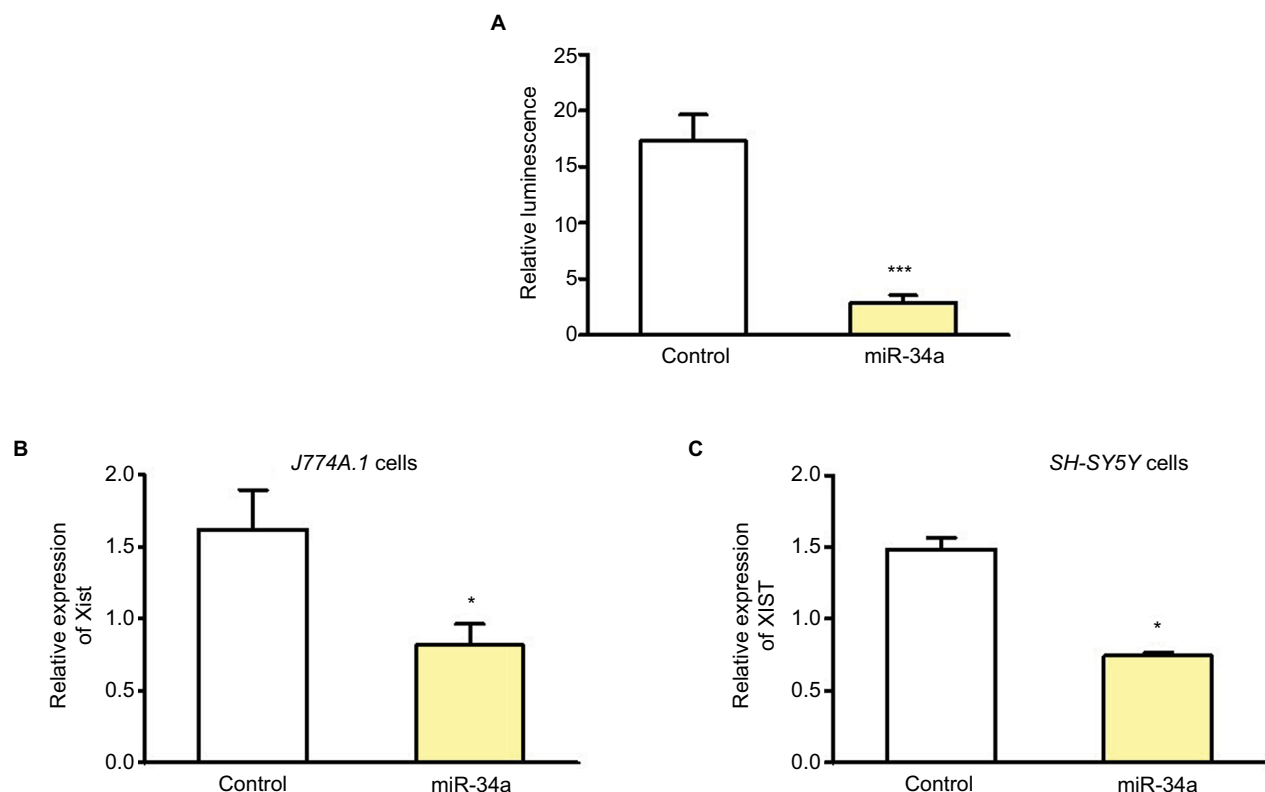 A
25
20
15
10
5
0
Relative luminescence
***
Control
miR-34a
B
J774A.1 cells
2.0
1.5
1.0
0.5
0.0
Relative expression
of Xist
*
Control
miR-34a
C
SH-SY5Y cells
2.0
1.5
1.0
0.5
0.0
Relative expression
of XIST
*
Control
miR-34a